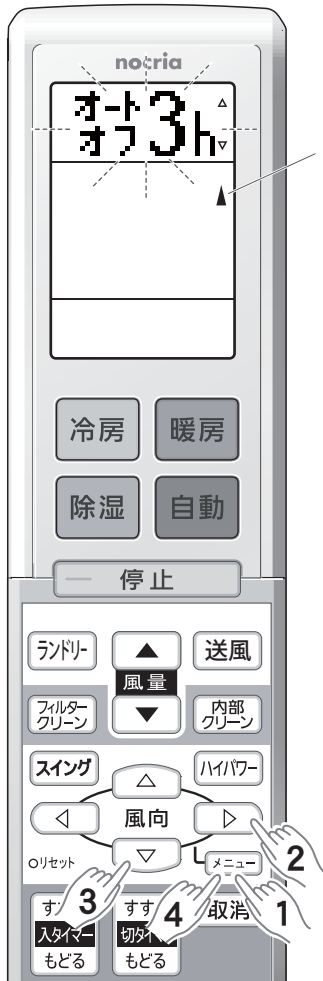 nocria
オート
オフ 3h
冷房 暖房
除湿 自動
停止
ランドリー 送風
風量
フィルター
クリーン
内部
クリーン
スイング ハイパワー
風向
リセット メニュー
2
3 4 1
取消
入タイマー
もどる
もどる